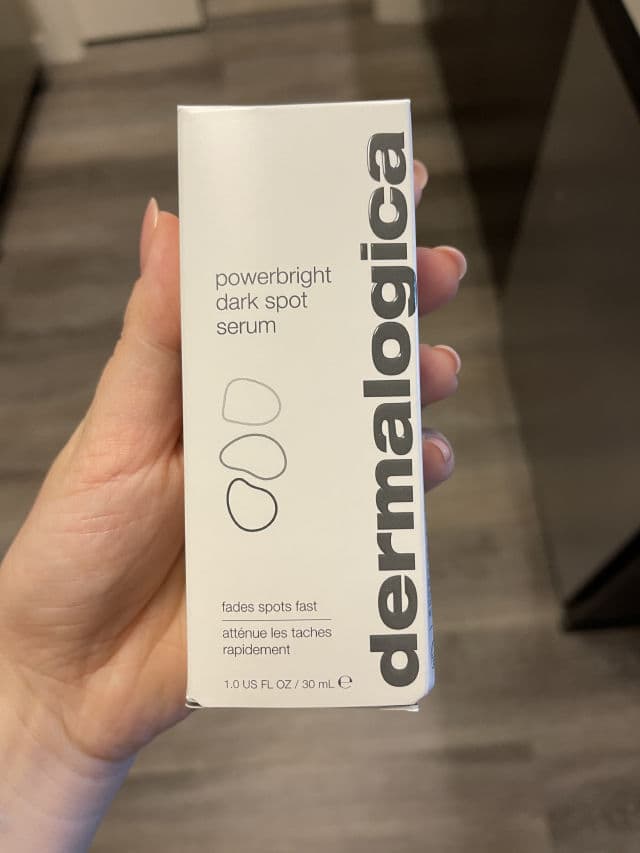 powerbright
dark spot
serum
fades spots fast
atténue les taches
rapidement
1.0 US FL OZ / 30 mL ℮
dermalogica